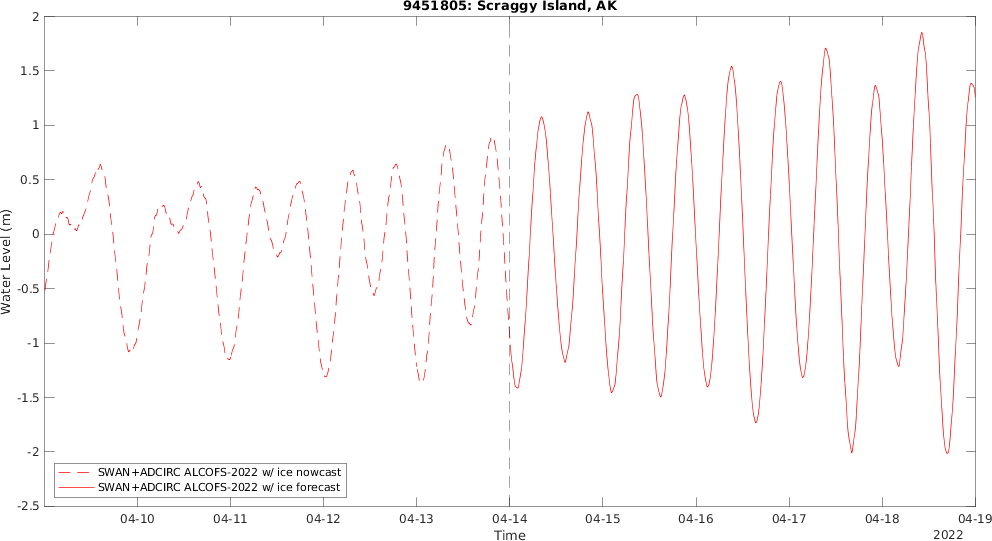 9451805: Scraggy Island, AK
2
1.5
1
0.5
0
-0.5
-1
-1.5
-2
-2.5
Water Level (m)
SWAN+ADCIRC ALCOFS-2022 w/ ice nowcast
SWAN+ADCIRC ALCOFS-2022 w/ ice forecast
04-10 04-11 04-12 04-13 04-14 04-15 04-16 04-17 04-18 04-19
Time
2022